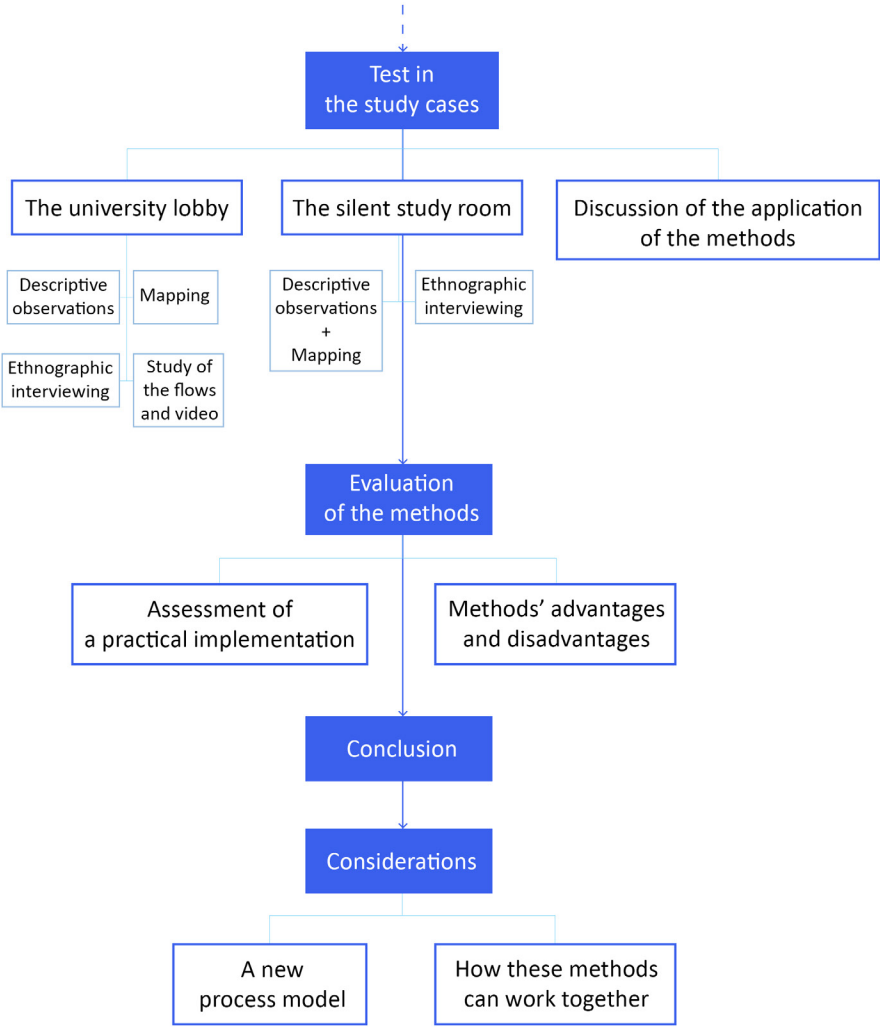 Test in
the study cases
The university lobby
The silent study room
Discussion of the application
of the methods
Descriptive
observations
Mapping
Ethnographic
interviewing
Study of
the flows
and video
Descriptive
observations
+
Mapping
Ethnographic
interviewing
Evaluation
of the methods
Assessment of
a practical implementation
Methods’ advantages
and disadvantages
Conclusion
Considerations
A new
process model
How these methods
can work together